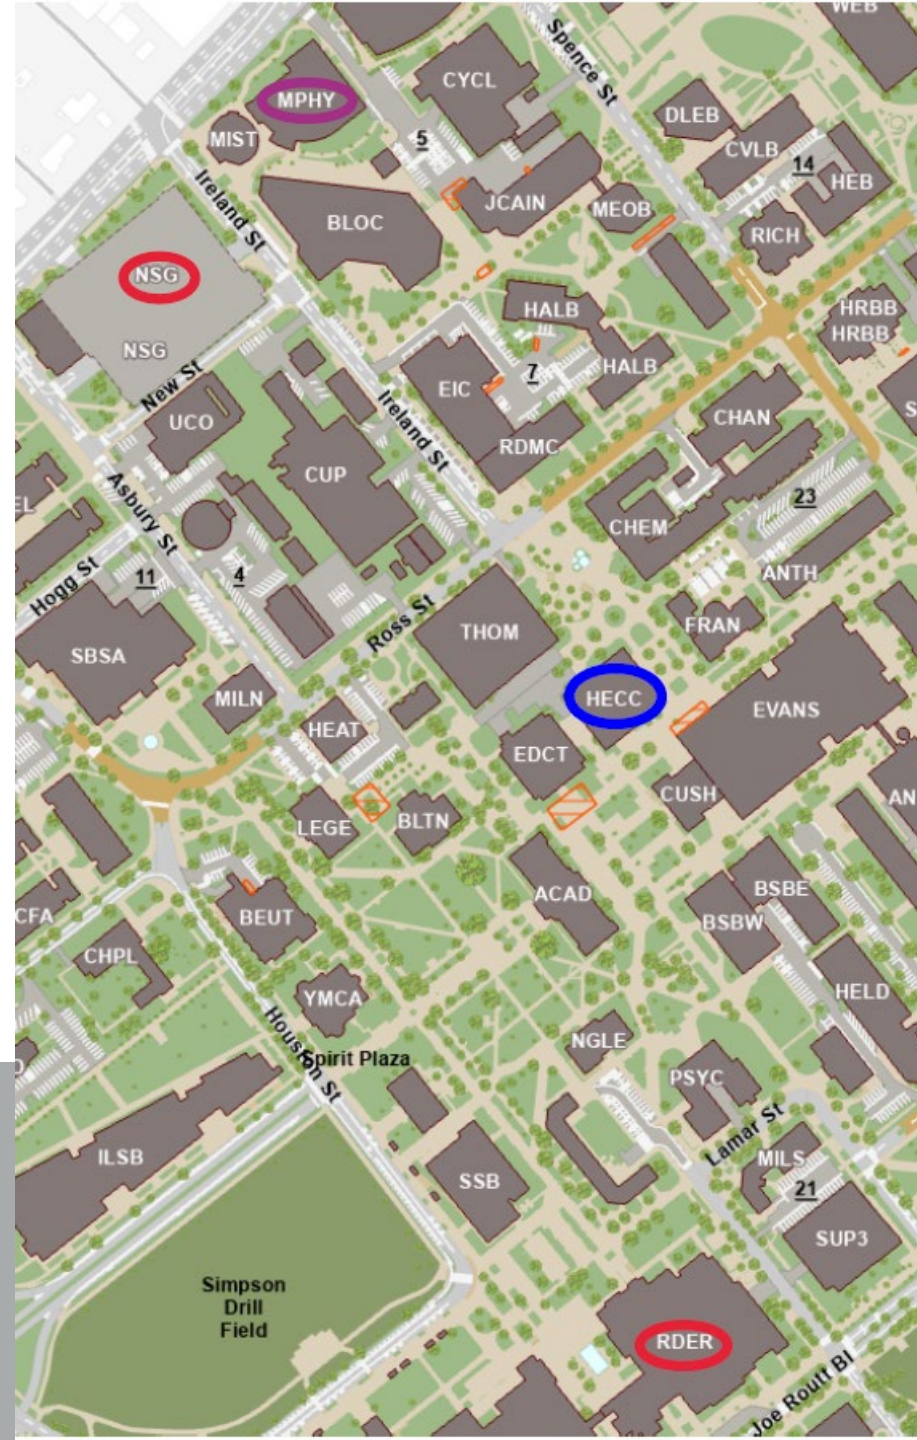 WEB
Spence St
CYCL
MPHY
DLEB
MIST
5
CVLB
14
HEB
Ireland St
JCAIN
MEOB
BLOC
RICH
NSG
HALB
HRBB
HRBB
NSG
7
HALB
New St
EIC
UCO
Ireland St
CHAN
RDMC
CUP
23
Asbury St
CHEM
Hogg St
11
4
ANTH
Ross St
FRAN
THOM
SBSA
MILN
HECC
EVANS
HEAT
EDCT
CUSH
AN
LEGE
BLTN
BSBE
ACAD
CFA
BEUT
BSBW
CHPL
HELD
YMCA
Houston St
NGLE
Spirit Plaza
PSYC
Lamar St
ILSB
MILS
SSB
21
SUP3
Simpson
Drill
Field
RDER
Joe Routt Bl